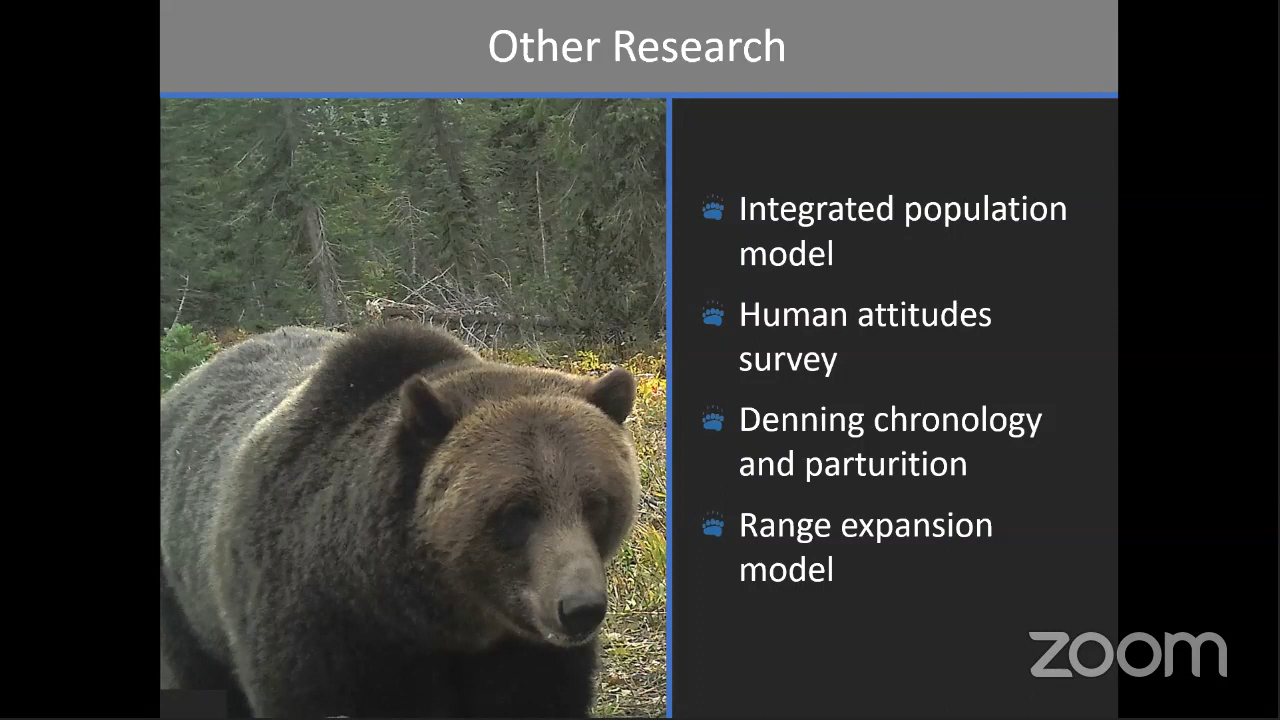 Other Research
Integrated population
model
Human attitudes
survey
Denning chronology
and parturition
Range expansion
model
zoom